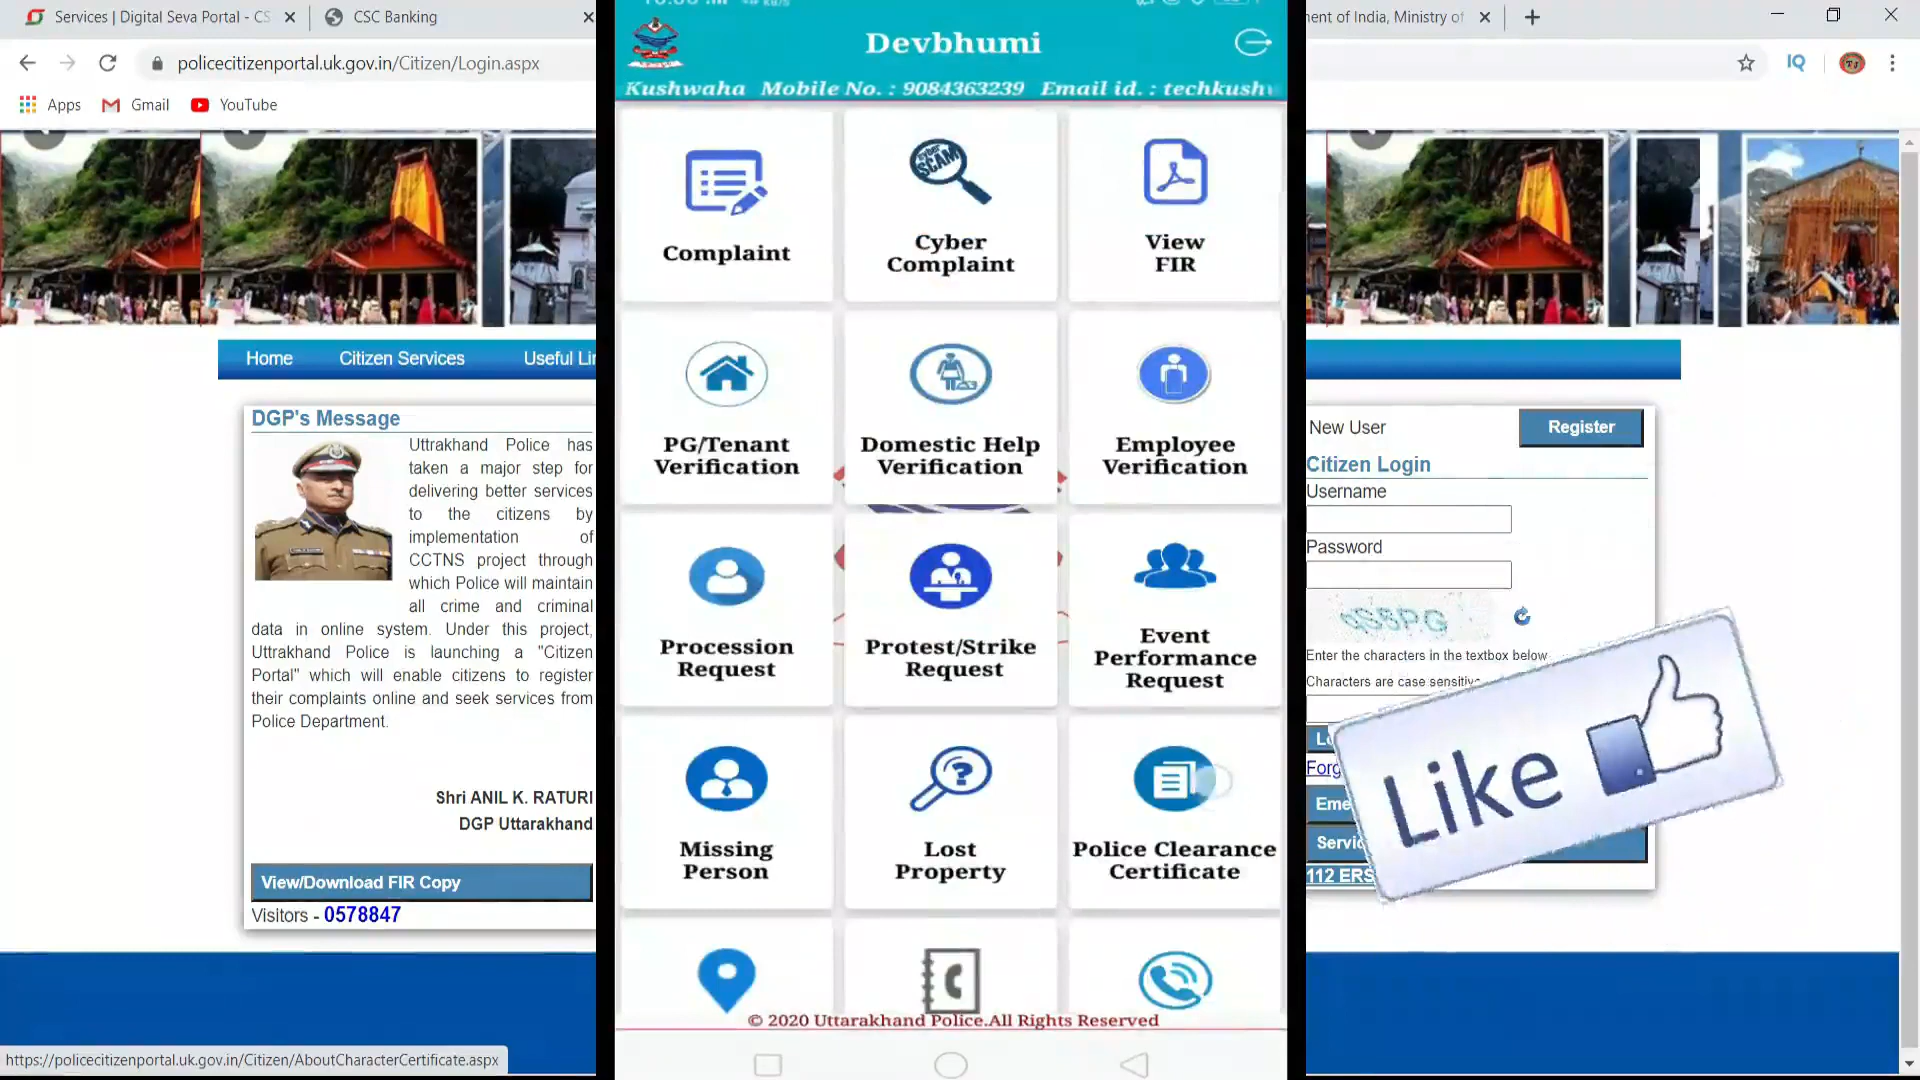 Services | Digital Seva Portal - CS
CSC Banking
policecitizenportal.uk.gov.in/Citizen/Login.aspx
Apps
Gmail
YouTube
Home
Citizen Services
DGP's Message
Uttrakhand Police has
taken a major step for
delivering better services
to the citizens by
implementation of
CCTNS project through
which Police will maintain
all crime and criminal
data in online system. Under this project,
Uttrakhand Police is launching a "Citizen
Portal" which will enable citizens to register
their complaints online and seek services from
Police Department.
Shri ANIL K. RATURI
DGP Uttarakhand
View/Download FIR Copy
Visitors - 0578847
https://policecitizenportal.uk.gov.in/Citizen/AboutCharacterCertificate.aspx
Devbhumi
Kushwaha Mobile No. : 9084363239 Email id. : techkush
Complaint
Cyber
Complaint
View
FIR
PG/Tenant
Verification
Domestic Help
Verification
Employee
Verification
Procession
Request
Protest/Strike
Request
Event
Performance
Request
Missing
Person
Lost
Property
Police Clearance
Certificate
© 2020 Uttarakhand Police.All Rights Reserved
of India, Ministry of
IQ
New User
Register
Citizen Login
Username
Password
Enter the characters in the textbox below
Characters are case
112
Like